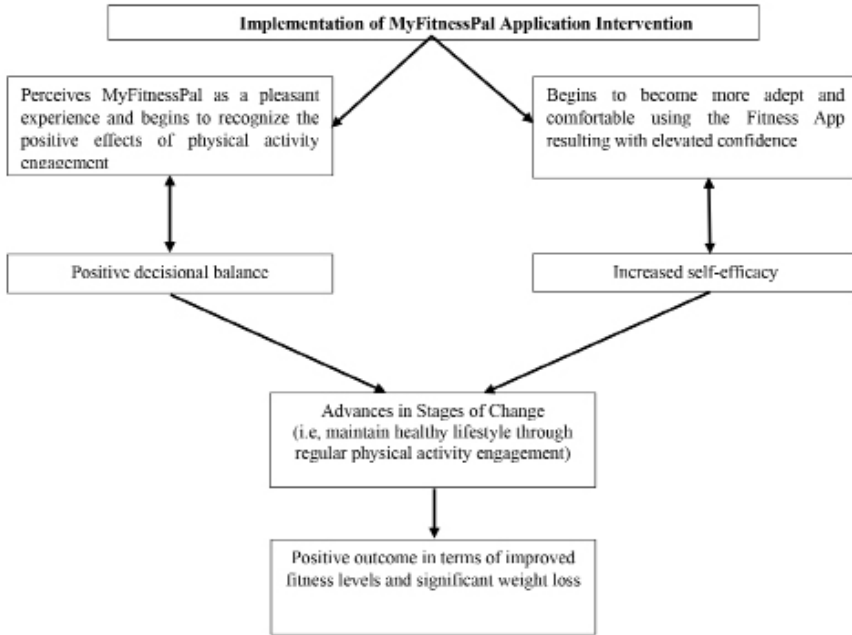 Implementation of MyFitnessPal Application Intervention
Perceives MyFitnessPal as a pleasant
experience and begins to recognize the
positive effects of physical activity
engagement
Begins to become more adept and
comfortable using the Fitness App
resulting with elevated confidence
Positive decisional balance
Increased self-efficacy
Advances in Stages of Change
(i.e, maintain healthy lifestyle through
regular physical activity engagement)
Positive outcome in terms of improved
fitness levels and significant weight loss